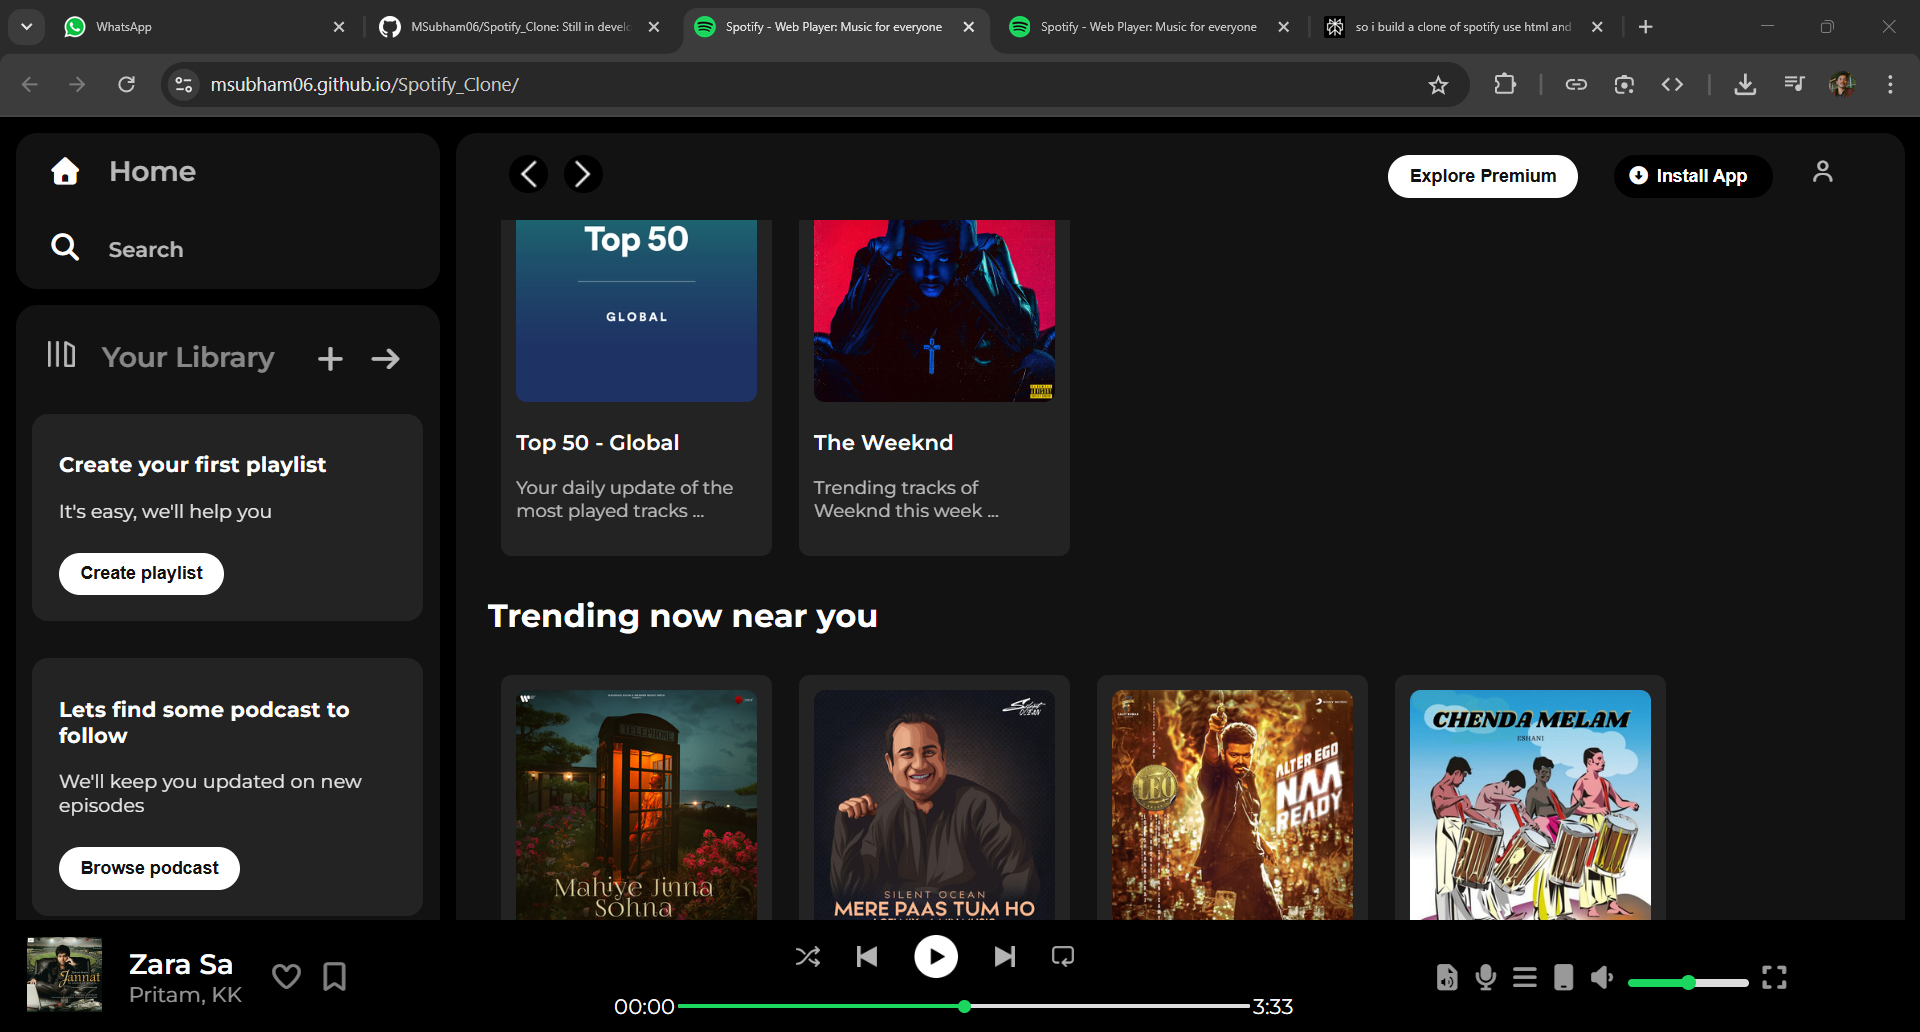 WhatsApp
MSubham06/Spotify_Clone: Still in develo
Spotify - Web Player: Music for everyone
Spotify - Web Player: Music for everyone
so i build a clone of spotify use html and
msubham06.github.io/Spotify_Clone/
Home
Search
Your Library
Create your first playlist
It's easy, we'll help you
Create playlist
Lets find some podcast to
follow
We'll keep you updated on new
episodes
Browse podcast
Explore Premium
Install App
Top 50
GLOBAL
Top 50 - Global
Your daily update of the
most played tracks ...
The Weeknd
Trending tracks of
Weeknd this week ...
Trending now near you
TELEPHONE
Mahiye Jinna
Sohna
Silent
OCEAN
SILENT OCEAN
MERE PAAS TUM HO
SONY MUSIC
LEO
ALTER EGO
NAA
READY
CHENDA MELAM
ESHANI
Jannat
Zara Sa
Pritam, KK
00:00
3:33